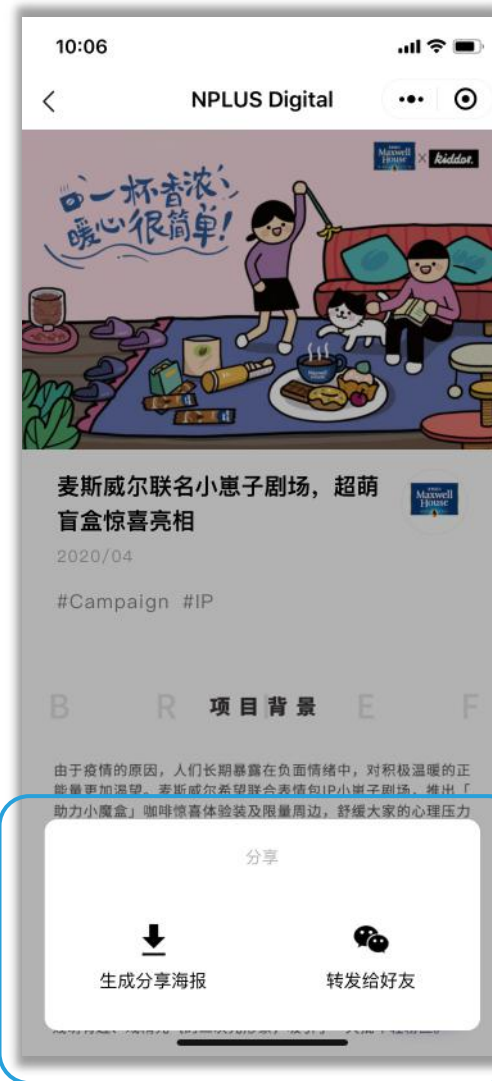 10:06
NPLUS Digital
Maxwell House × kiddot.
一杯香浓、
暖心很简单!
麦斯威尔联名小崽子剧场，超萌
盲盒惊喜亮相
Maxwell House
2020/04
#Campaign #IP
BRIEF
项目背景
由于疫情的原因，人们长期暴露在负面情绪中，对积极温暖的正
能量更加渴望。麦斯威尔希望联合表情包IP小崽子剧场，推出「
助力小魔盒」咖啡惊喜体验装及限量周边，舒缓大家的心理压力
分享
生成分享海报
转发给好友